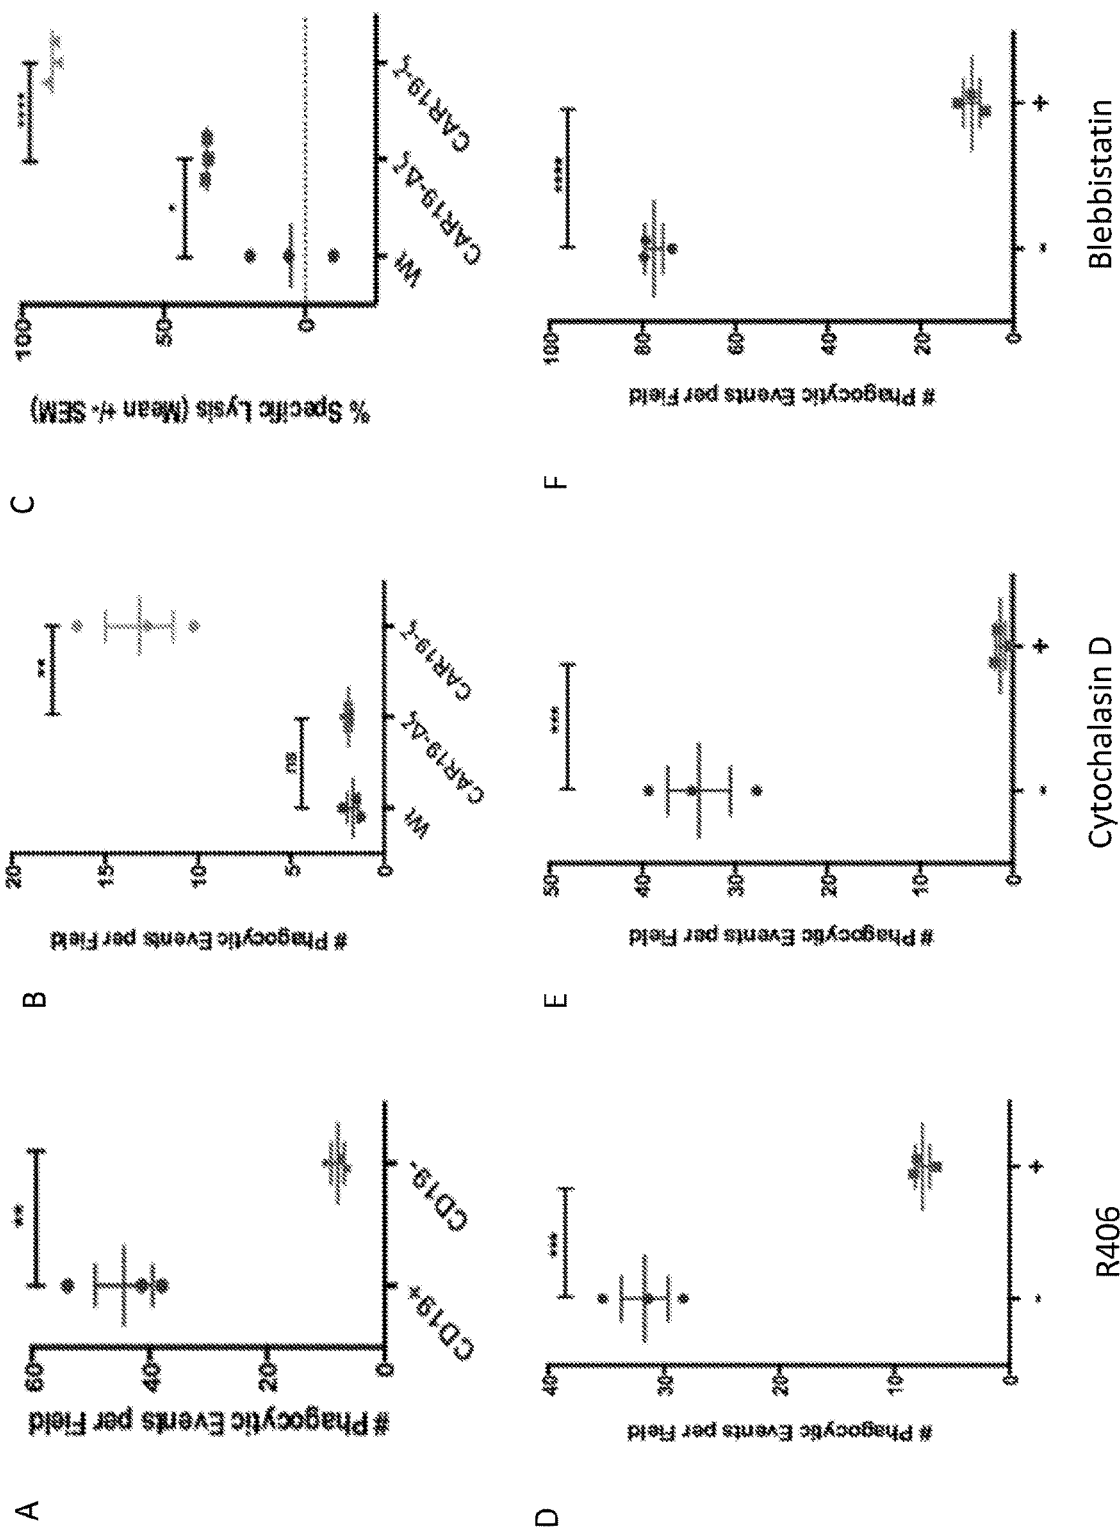 A
# Phagocytic Events per Field
60
40
20
0
**
CD19+
CD19-
B
# Phagocytic Events per Field
20
15
10
5
0
ns
**
Wt
CAR19-Δζ
CAR19-ζ
C
% Specific Lysis (Mean +/- SEM)
100
50
0
*
****
Wt
CAR19-Δζ
CAR19-ζ
D
# Phagocytic Events per Field
40
30
20
10
0
***
-
+
R406
E
# Phagocytic Events per Field
50
40
30
20
10
0
***
-
+
Cytochalasin D
F
# Phagocytic Events per Field
100
80
60
40
20
0
****
-
+
Blebbistatin